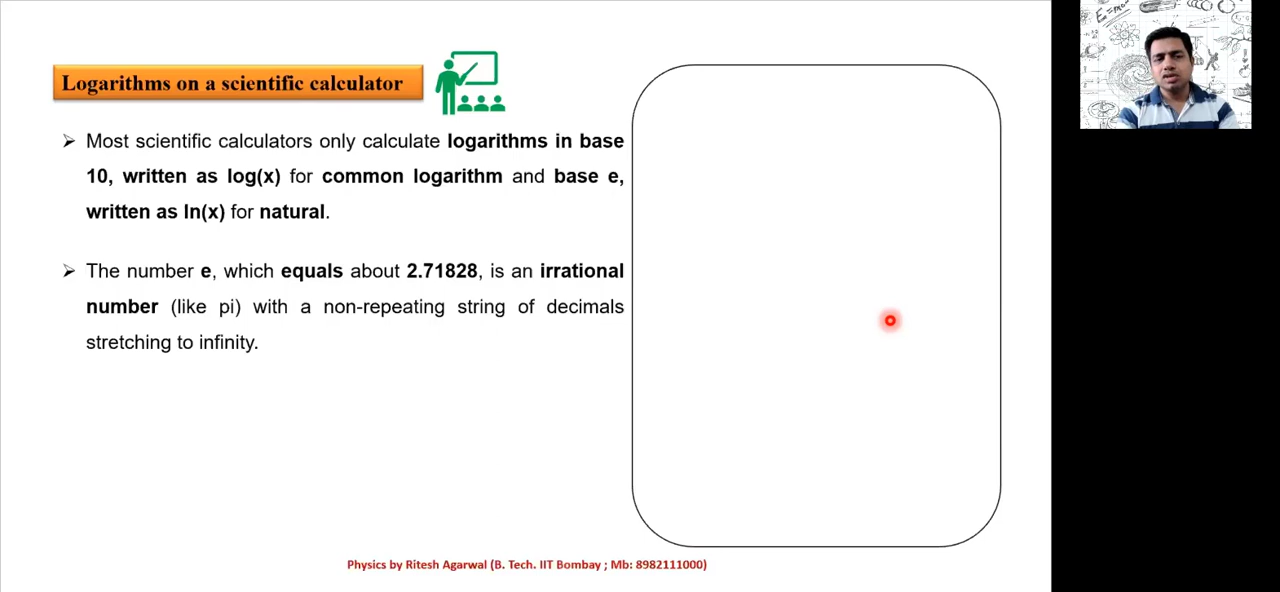 Logarithms on a scientific calculator
➢ Most scientific calculators only calculate logarithms in base
10, written as log(x) for common logarithm and base e,
written as ln(x) for natural.
➢ The number e, which equals about 2.71828, is an irrational
number (like pi) with a non-repeating string of decimals
stretching to infinity.
Physics by Ritesh Agarwal (B. Tech. IIT Bombay ; Mb: 8982111000)